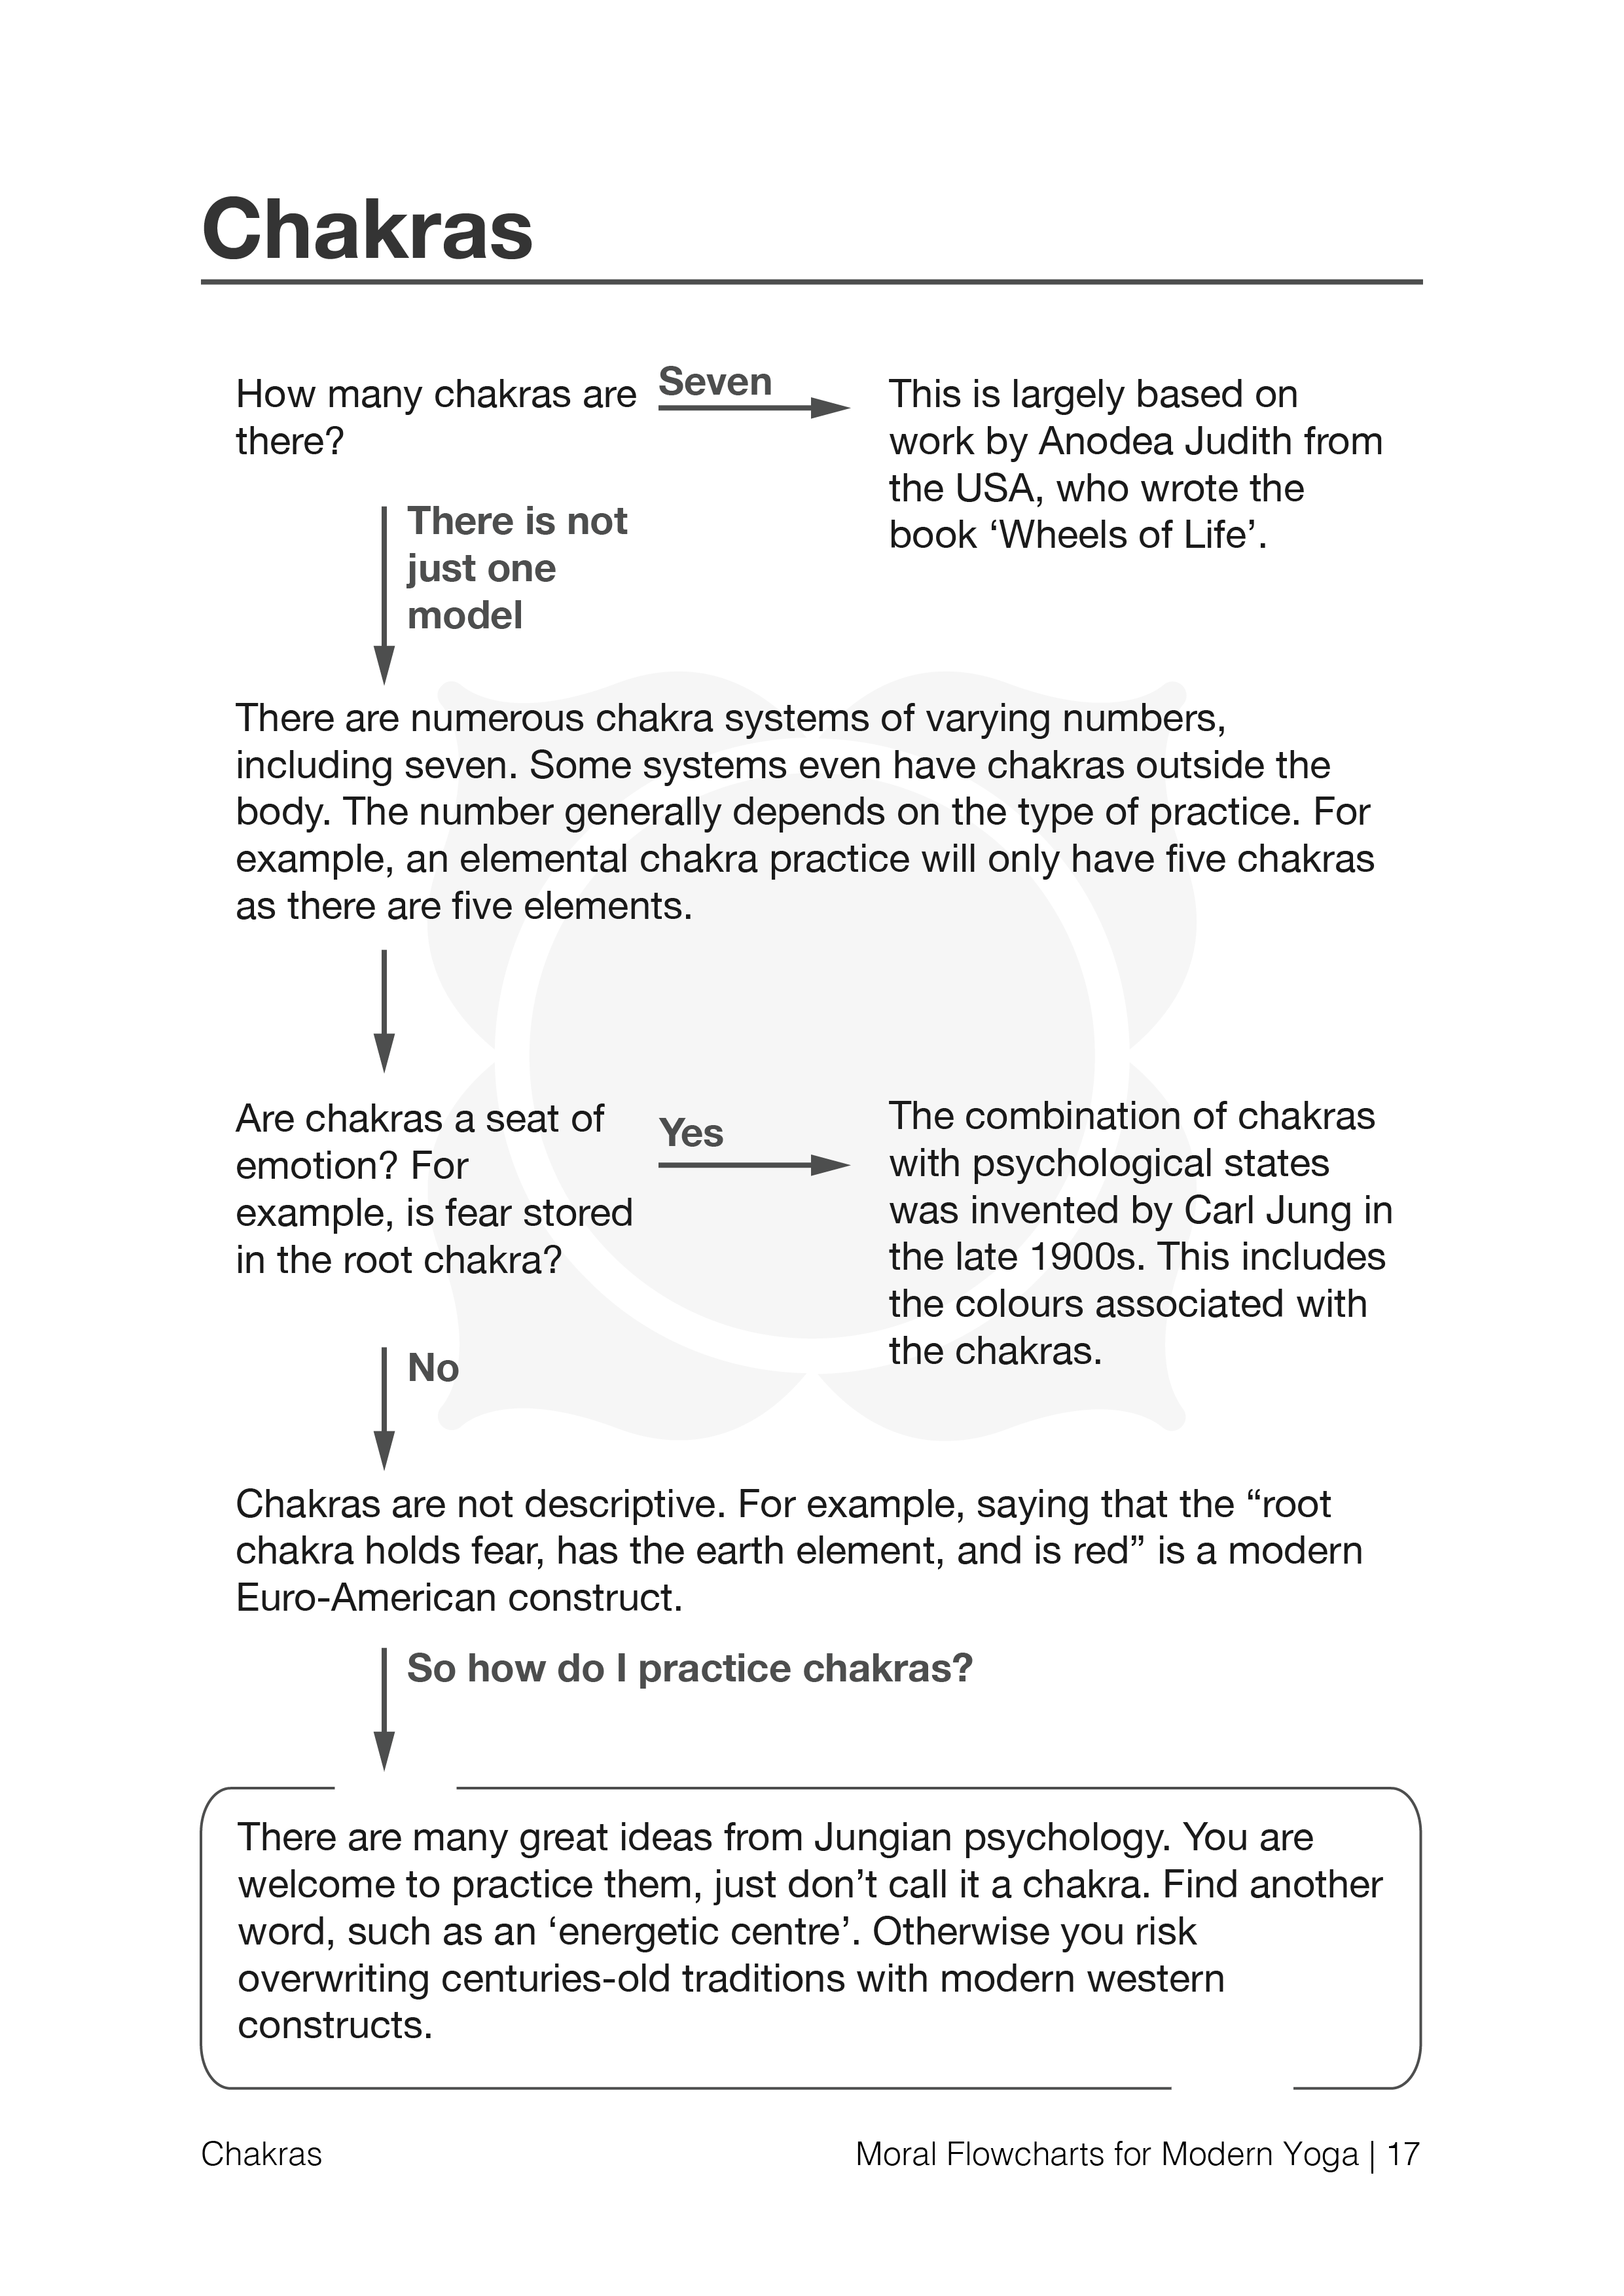 Chakras
How many chakras are
there?
Seven
This is largely based on
work by Anodea Judith from
the USA, who wrote the
book ‘Wheels of Life’.
There is not
just one
model
There are numerous chakra systems of varying numbers,
including seven. Some systems even have chakras outside the
body. The number generally depends on the type of practice. For
example, an elemental chakra practice will only have five chakras
as there are five elements.
Are chakras a seat of
emotion? For
example, is fear stored
in the root chakra?
Yes
The combination of chakras
with psychological states
was invented by Carl Jung in
the late 1900s. This includes
the colours associated with
the chakras.
No
Chakras are not descriptive. For example, saying that the “root
chakra holds fear, has the earth element, and is red” is a modern
Euro-American construct.
So how do I practice chakras?
There are many great ideas from Jungian psychology. You are
welcome to practice them, just don’t call it a chakra. Find another
word, such as an ‘energetic centre’. Otherwise you risk
overwriting centuries-old traditions with modern western
constructs.
Chakras
Moral Flowcharts for Modern Yoga | 17